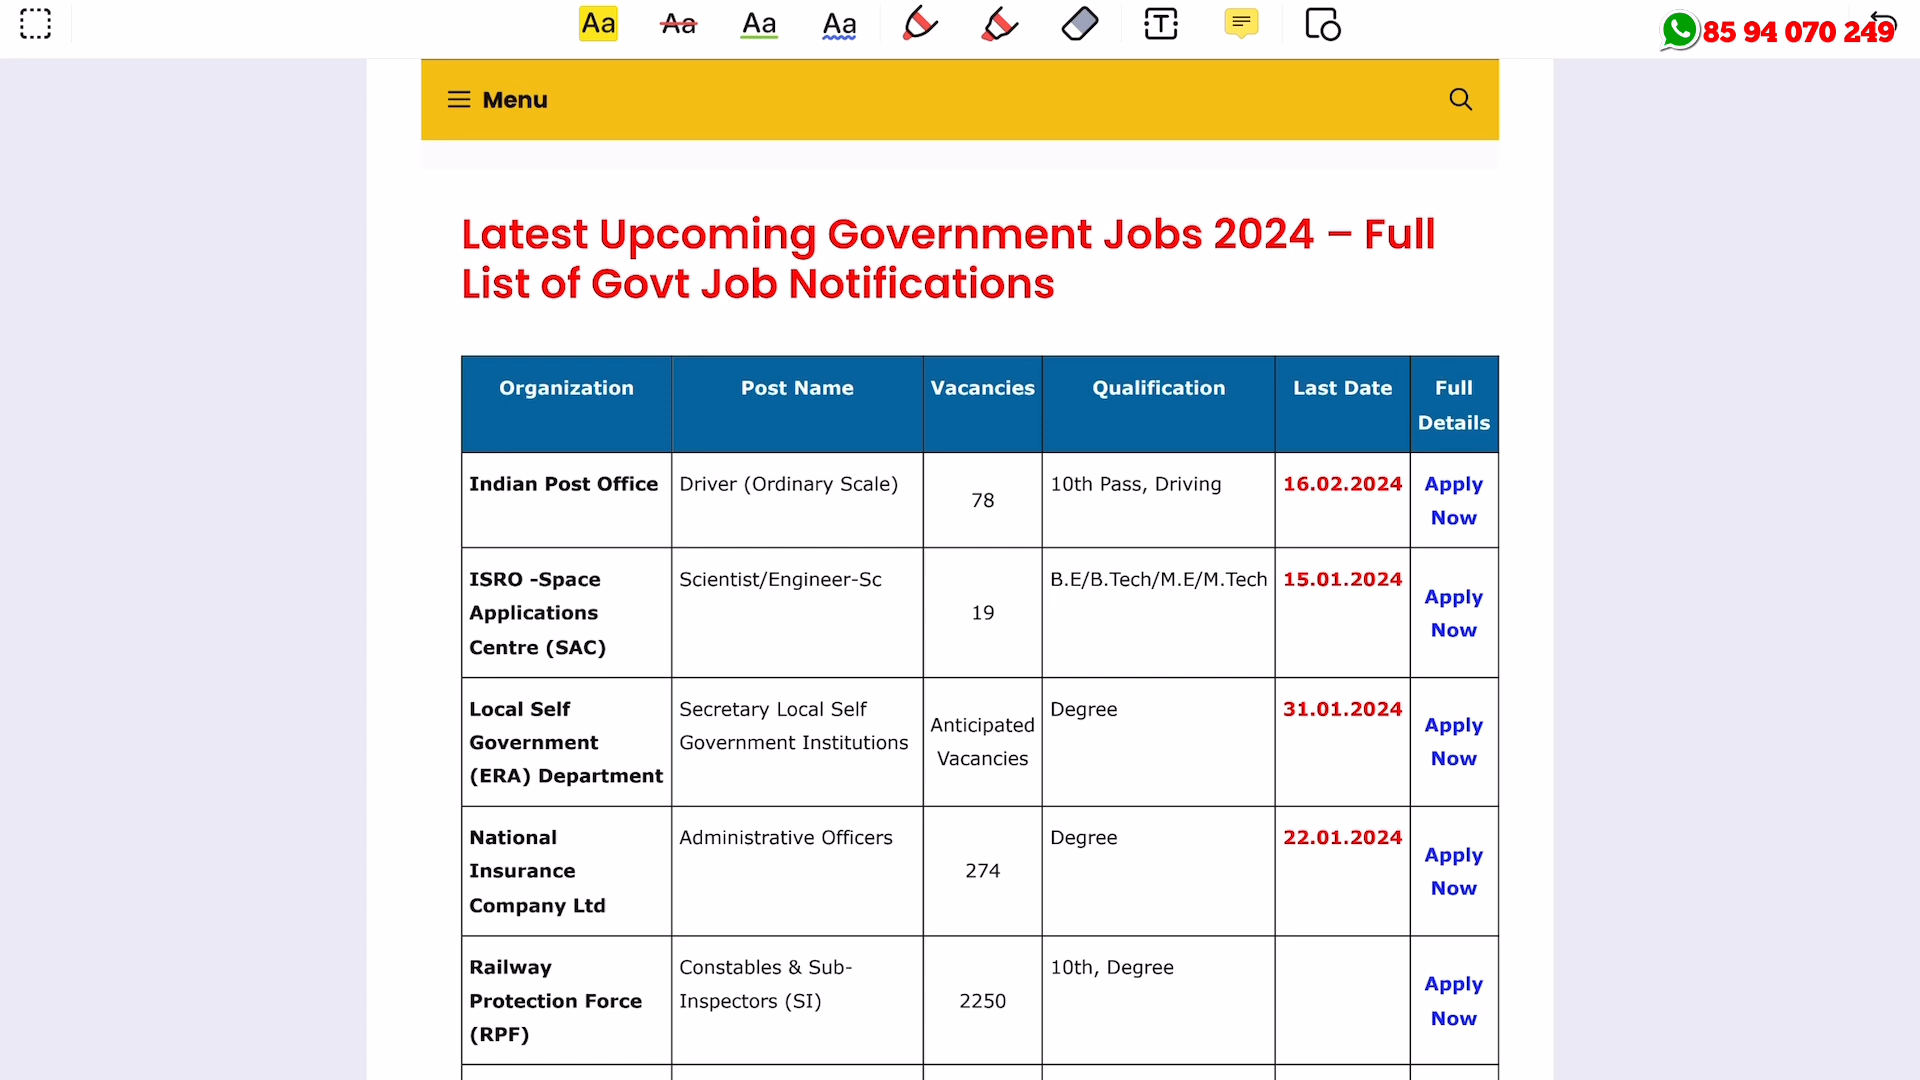 Aa Aa Aa Aa T
85 94 070 249
Menu
Latest Upcoming Government Jobs 2024 – Full
List of Govt Job Notifications
Organization Post Name Vacancies Qualification Last Date Full
Details
Indian Post Office Driver (Ordinary Scale) 78 10th Pass, Driving 16.02.2024 Apply
Now
ISRO -Space Scientist/Engineer-Sc 19 B.E/B.Tech/M.E/M.Tech 15.01.2024 Apply
Applications Now
Centre (SAC)
Local Self Secretary Local Self Anticipated Degree 31.01.2024 Apply
Government Government Institutions Vacancies Now
(ERA) Department
National Administrative Officers 274 Degree 22.01.2024 Apply
Insurance Now
Company Ltd
Railway Constables & Sub- 2250 10th, Degree Apply
Protection Force Inspectors (SI) Now
(RPF)